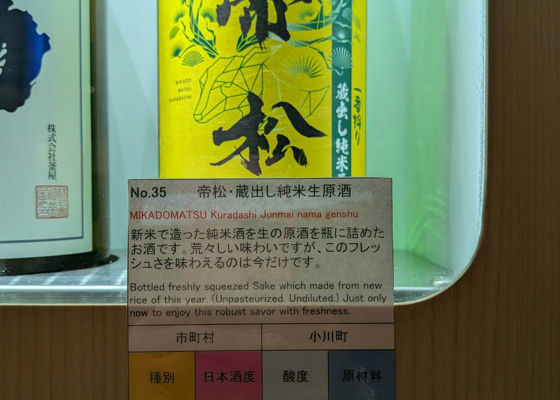 帝
松
一番搾り
蔵出し純米
株式会社茶屋
No.35 帝松・蔵出し純米生原酒
MIKADOMATSU Kuradashi Junmai nama genshu
新米で造った純米酒を生の原酒を瓶に詰めた
お酒です。荒々しい味わいですが、このフレッ
シュさを味わえるのは今だけです。
Bottled freshly squeezed Sake which made from new
rice of this year. (Unpasteurized. Undiluted.) Just only
now to enjoy this robust savor with freshness.
市町村 小川町
種別 日本酒度 酸度 原材料